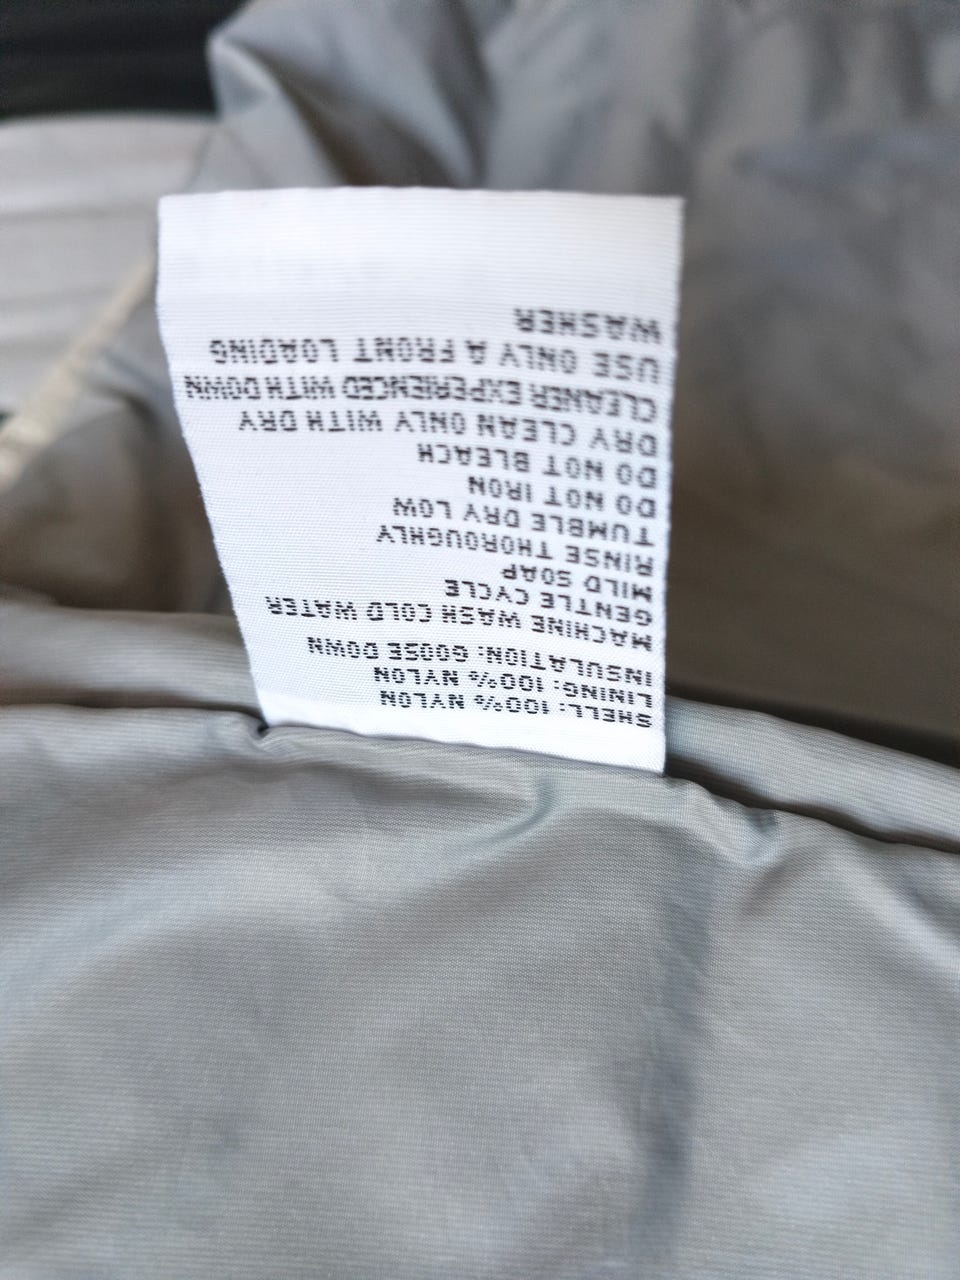 SHELL: 100% NYLON
LINING: 100% NYLON
INSULATION: GOOSE DOWN
MACHINE WASH COLD WATER
GENTLE CYCLE
MILD SOAP
RINSE THOROUGHLY
TUMBLE DRY LOW
DO NOT IRON
DO NOT BLEACH
DRY CLEAN ONLY WITH DRY
CLEANER EXPERIENCED WITH DOWN
USE ONLY A FRONT LOADING
WASHER